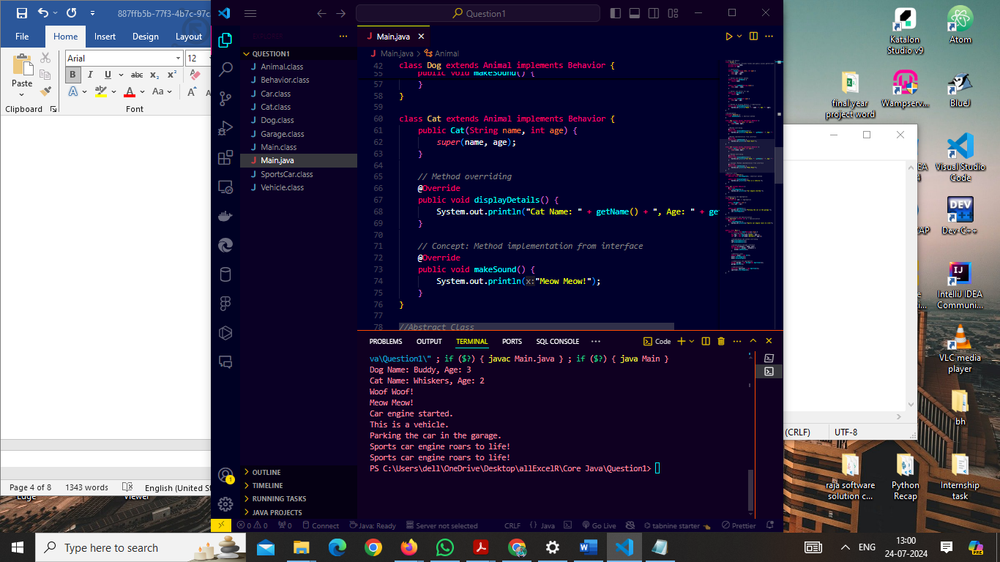 887ffb5b-77f3-4b7c-97c
File
Home
Insert
Design
Layout
Paste
Clipboard
Arial
12
B I U abc x₂ x²
A
Aa
Font
Page 4 of 8
1343 words
English (United St
Edge
Viewer
Question1
QUESTION1
Animal.class
Behavior.class
Car.class
Cat.class
Dog.class
Garage.class
Main.class
Main.java
SportsCar.class
Vehicle.class
OUTLINE
TIMELINE
RUNNING TASKS
JAVA PROJECTS
J Main.java
J Main.java > Animal
42 class Dog extends Animal implements Behavior {
55 public void makeSound() {
57 }
58 }
59
60 class Cat extends Animal implements Behavior {
61 public Cat(String name, int age) {
62 super(name, age);
63 }
64
65 // Method overriding
66 @Override
67 public void displayDetails() {
68 System.out.println("Cat Name: " + getName() + ", Age: " + ge
69 }
70
71 // Concept: Method implementation from interface
72 @Override
73 public void makeSound() {
74 System.out.println(x:"Meow Meow!");
75 }
76 }
77
78 //Abstract Class
PROBLEMS OUTPUT TERMINAL PORTS SQL CONSOLE ···
Code
va\Question1\" ; if ($?) { javac Main.java } ; if ($?) { java Main }
Dog Name: Buddy, Age: 3
Cat Name: Whiskers, Age: 2
Woof Woof!
Meow Meow!
Car engine started.
This is a vehicle.
Parking the car in the garage.
Sports car engine roars to life!
Sports car engine roars to life!
PS C:\Users\dell\OneDrive\Desktop\allExcelR\Core Java\Question1>
1
0 0 0 Connect Java: Ready Server not selected CRLF {} Java Go Live tabnine starter Prettier
(CRLF)
UTF-8
Katalon
Studio v9
Atom
final year
project word
Wampserv...
BlueJ
Visual Studio
Code
DEV
Dev-C++
IntelliJ IDEA
Communi...
VLC media
player
bh
raja software
solution c...
Python
Recap
Internship
task
Type here to search
ENG
13:00
24-07-2024
PRE